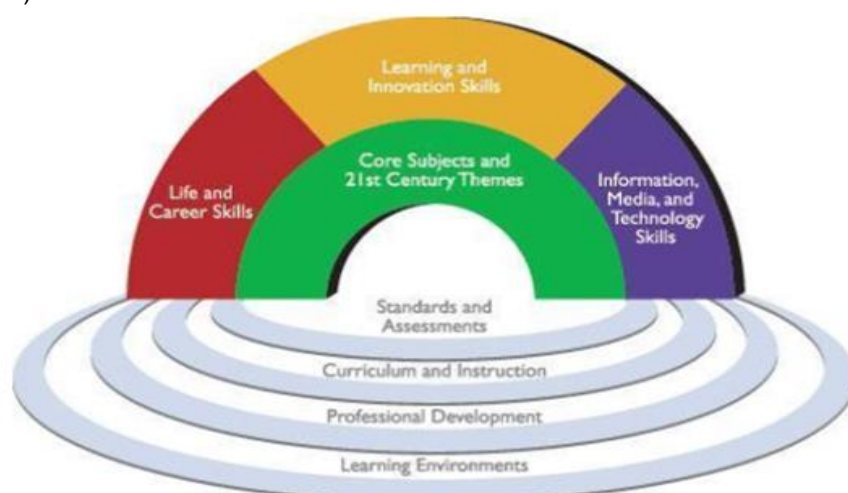 Learning and
Innovation Skills
Core Subjects and
21st Century Themes
Life and
Career Skills
Information,
Media, and
Technology
Skills
Standards and
Assessments
Curriculum and Instruction
Professional Development
Learning Environments